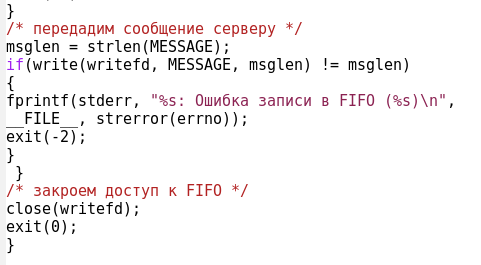 }
/* передадим сообщение серверу */
msglen = strlen(MESSAGE);
if(write(writefd, MESSAGE, msglen) != msglen)
{
fprintf(stderr, "%s: Ошибка записи в FIFO (%s)\n",
__FILE__, strerror(errno));
exit(-2);
}
 }
/* закроем доступ к FIFO */
close(writefd);
exit(0);
}